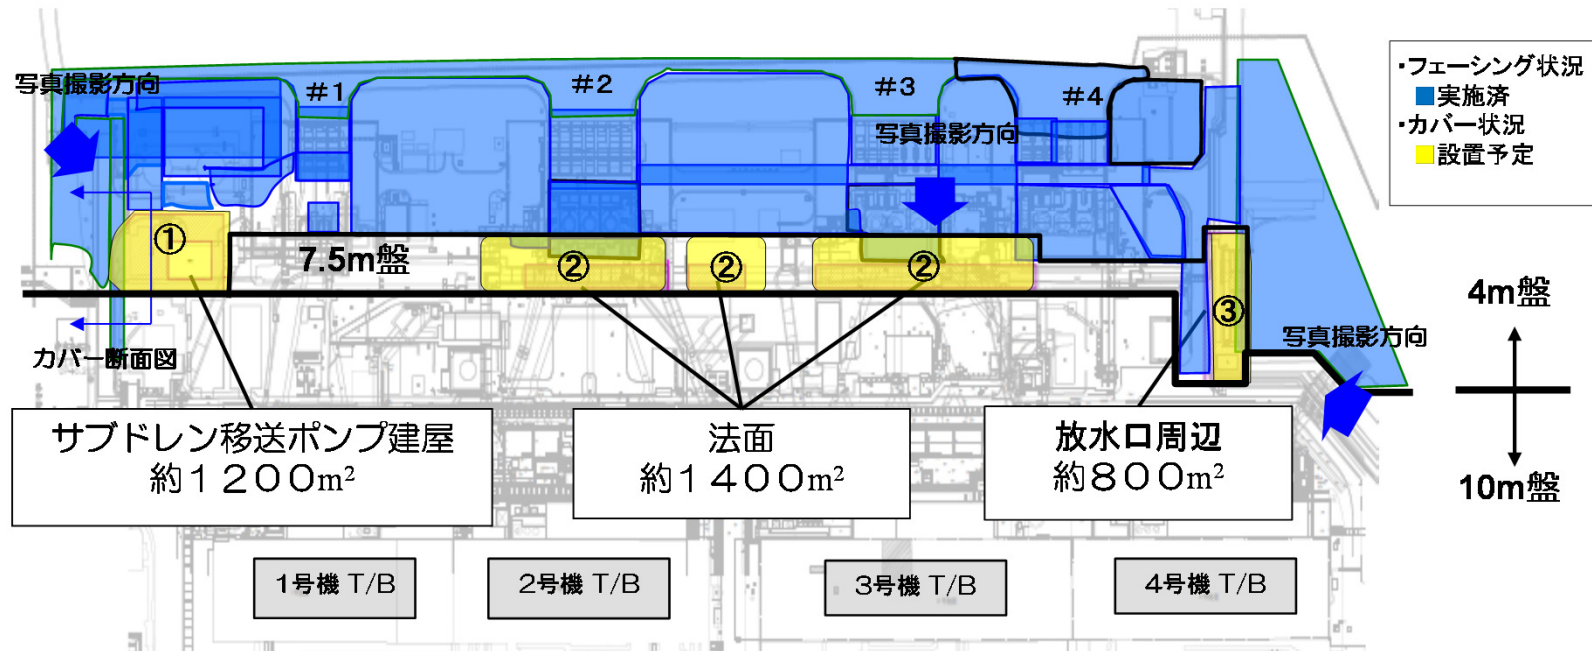 写真撮影方向
#1
#2
#3
#4
写真撮影方向
・フェーシング状況
実施済
・カバー状況
設置予定
①
7.5m盤
②
②
②
③
カバー断面図
写真撮影方向
4m盤
10m盤
サブドレン移送ポンプ建屋
約1200m²
法面
約1400m²
放水口周辺
約800m²
1号機 T/B
2号機 T/B
3号機 T/B
4号機 T/B